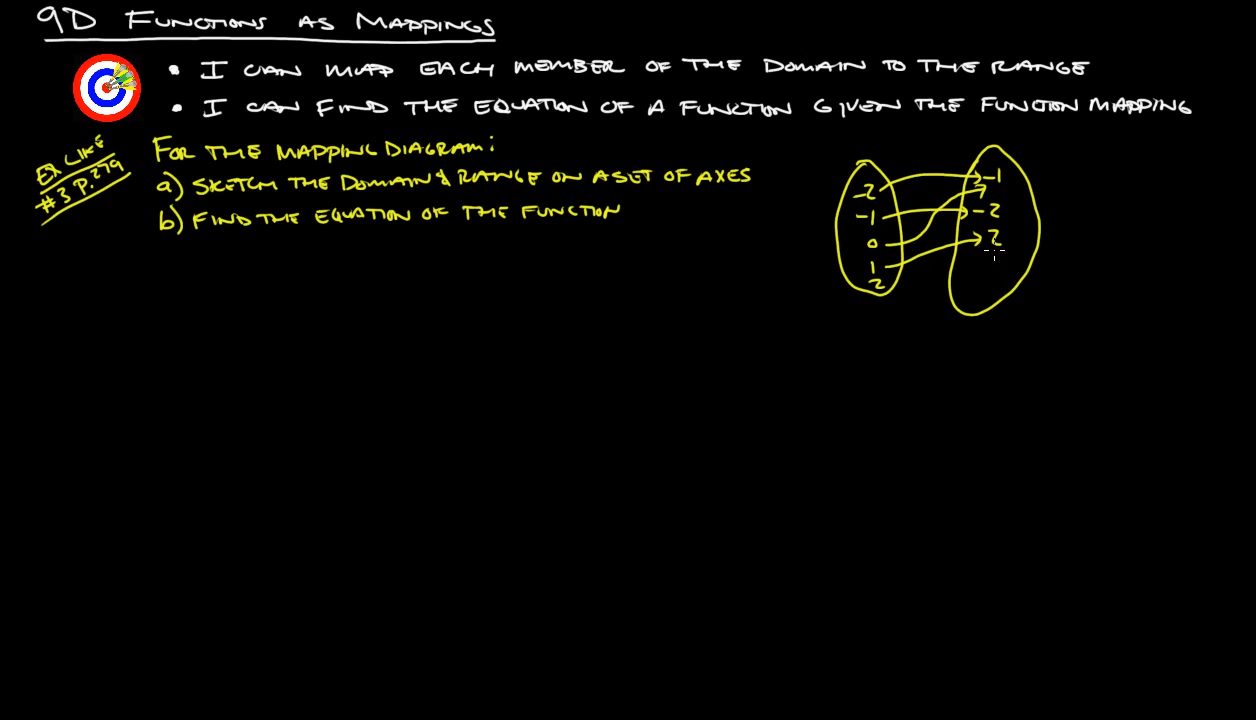 9D FUNCTIONS AS MAPPINGS
• I CAN MAP EACH MEMBER OF THE DOMAIN TO THE RANGE
• I CAN FIND THE EQUATION OF A FUNCTION GIVEN THE FUNCTION MAPPING
EX LIKE
#3 P.279
FOR THE MAPPING DIAGRAM:
a) SKETCH THE DOMAIN & RANGE ON A SET OF AXES
b) FIND THE EQUATION OF THE FUNCTION
-2
-1
0
1
2
-1
-2
2